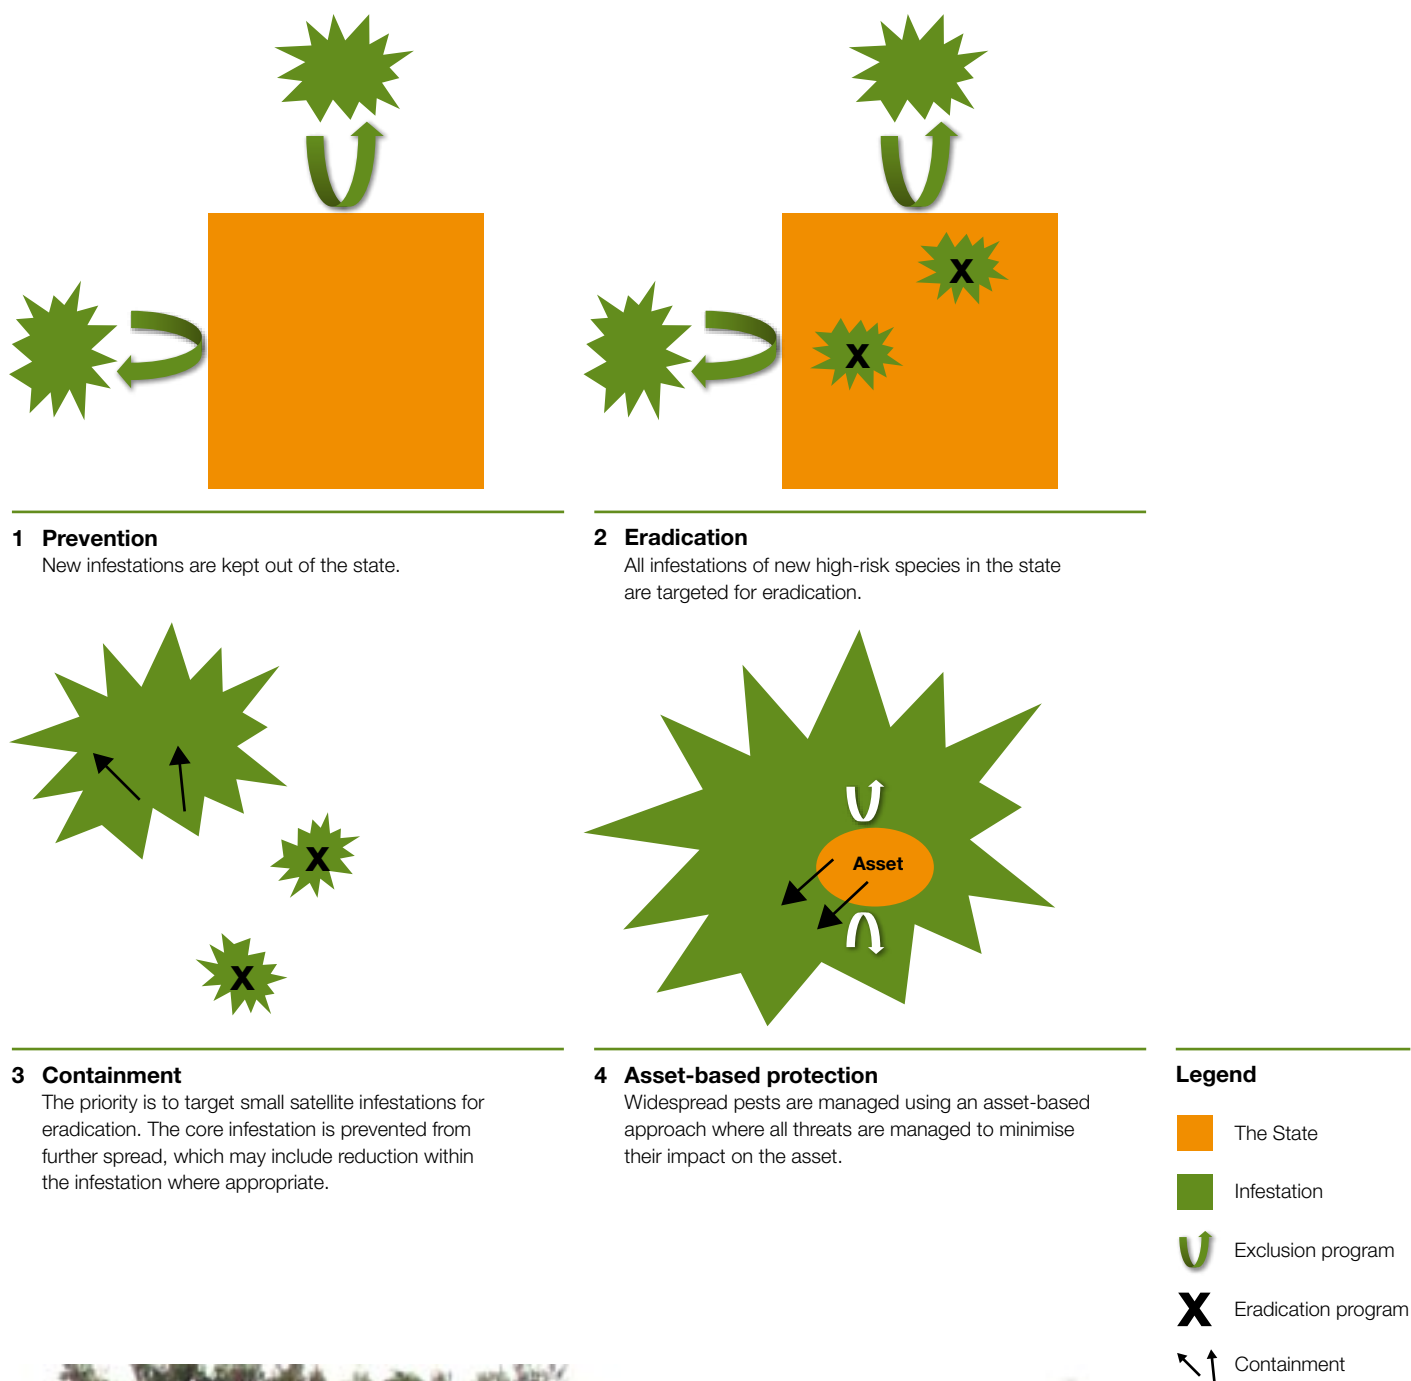 X
X
1 Prevention
New infestations are kept out of the state.
2 Eradication
All infestations of new high-risk species in the state
are targeted for eradication.
X
X
Asset
3 Containment
The priority is to target small satellite infestations for
eradication. The core infestation is prevented from
further spread, which may include reduction within
the infestation where appropriate.
4 Asset-based protection
Widespread pests are managed using an asset-based
approach where all threats are managed to minimise
their impact on the asset.
Legend
The State
Infestation
Exclusion program
X Eradication program
Containment